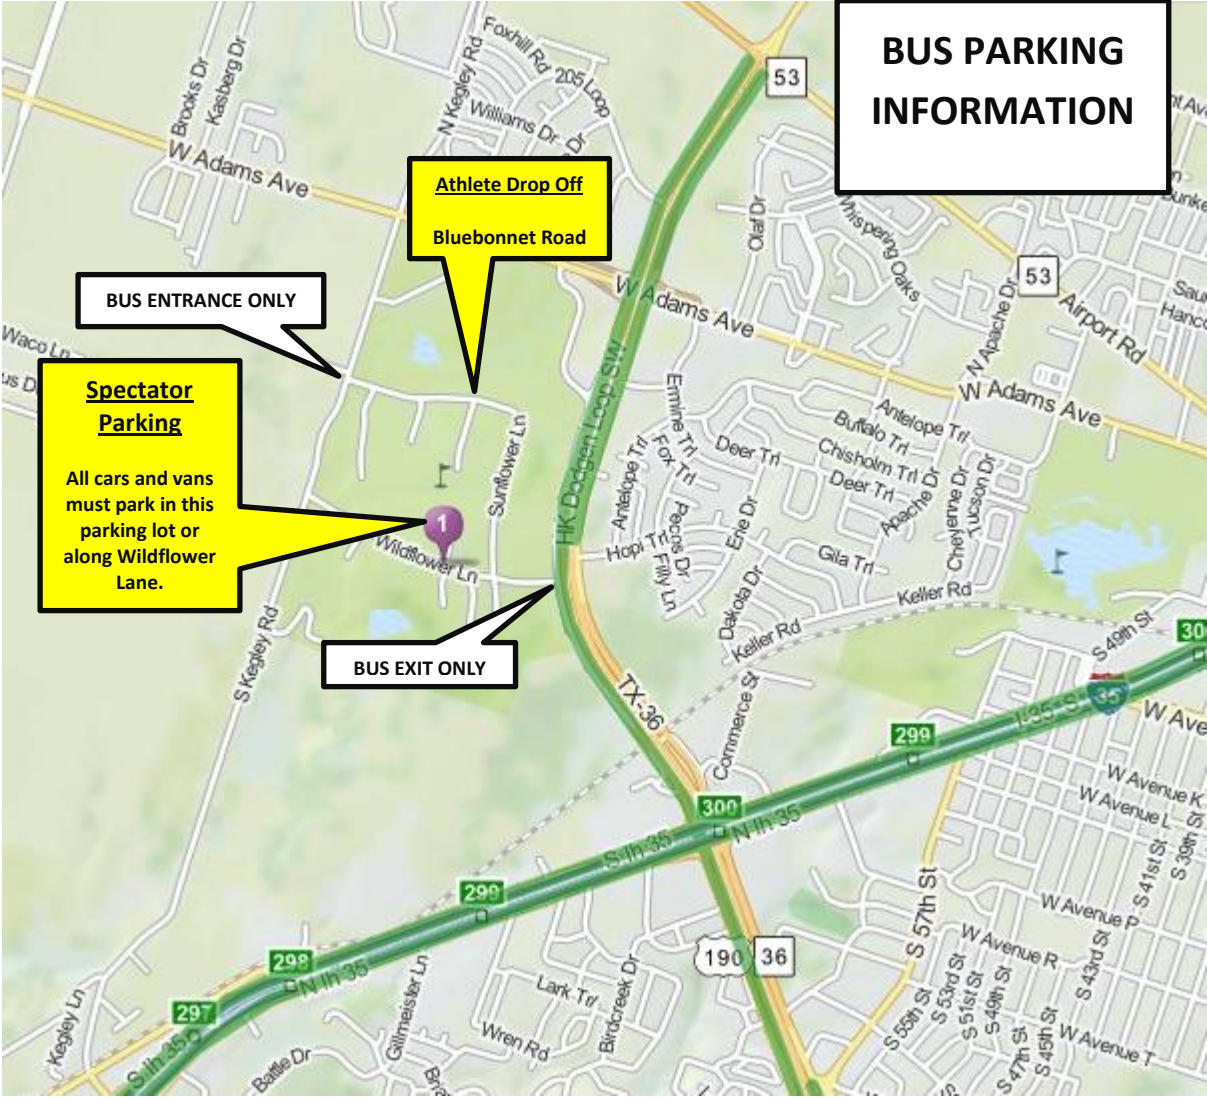 BUS PARKING
INFORMATION
Athlete Drop Off
Bluebonnet Road
BUS ENTRANCE ONLY
Spectator
Parking
All cars and vans
must park in this
parking lot or
along Wildflower
Lane.
BUS EXIT ONLY
1
Foxhill Rd
205 Loop
N Kegley Rd
Williams Dr
Dr
Brooks Dr
Kasberg Dr
W Adams Ave
53
Olaf Dr
Whispering Oaks
53
N Apache Dr
Airport Rd
W Adams Ave
W Adams Ave
Waco Ln
HK Dodgen Loop SW
Sunflower Ln
Wildflower Ln
S Kegley Rd
Ermine Trl
Antelope Trl
Fox Trl
Deer Trl
Pecos Dr
Hopi Trl
Filly Ln
Erie Dr
Dakota Dr
Antelope Trl
Buffalo Trl
Chisholm Trl
Deer Trl
Apache Dr
Cheyenne Dr
Tucson Dr
Gila Trl
Keller Rd
Keller Rd
S 49th St
TX-36
Commerce St
300
299
I-35 S
35
W Ave
N Ih 35
S Ih 35
299
298
N Ih 35
297
S Ih 35
Kegley Ln
Gillmeister Ln
Battle Dr
Lark Trl
Wren Rd
Birdcreek Dr
190
36
S 57th St
W Avenue K
W Avenue L
S 41st St
S 39th St
W Avenue P
W Avenue R
S 43rd St
S 55th St
S 53rd St
S 51st St
S 49th St
S 47th St
S 45th St
W Avenue T